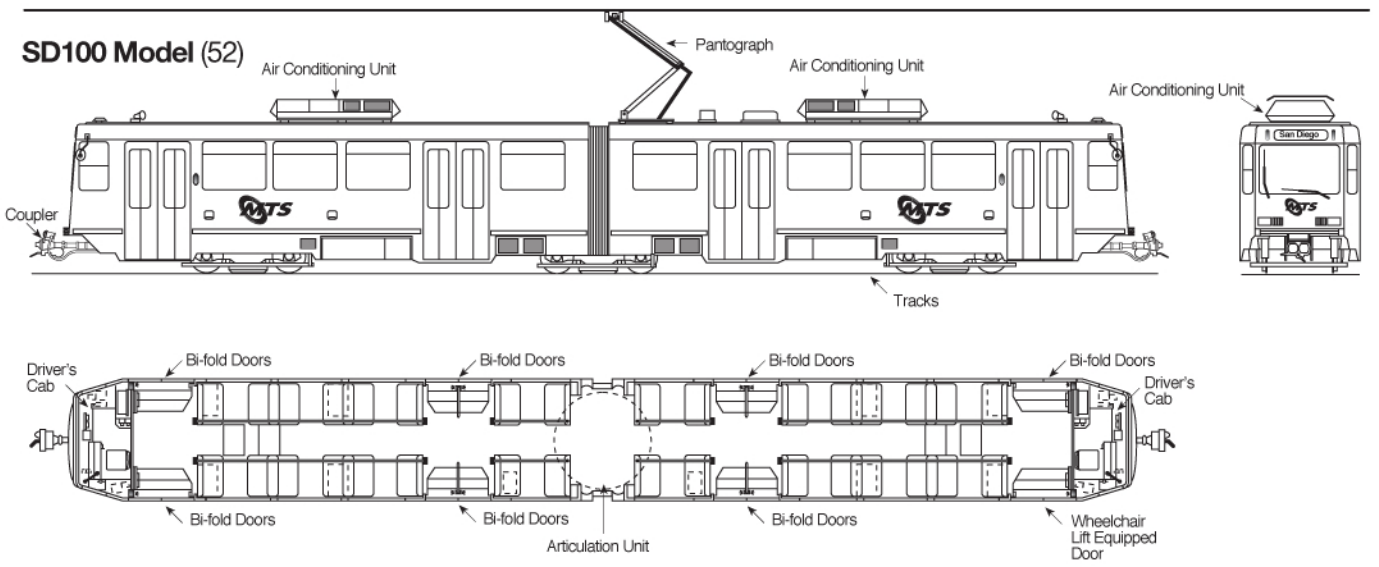 SD100 Model (52)
Pantograph
Air Conditioning Unit
Air Conditioning Unit
Air Conditioning Unit
San Diego
MTS
MTS
MTS
Coupler
Tracks
Driver's
Cab
Bi-fold Doors
Bi-fold Doors
Bi-fold Doors
Bi-fold Doors
Driver's
Cab
Bi-fold Doors
Bi-fold Doors
Articulation Unit
Bi-fold Doors
Wheelchair
Lift Equipped
Door